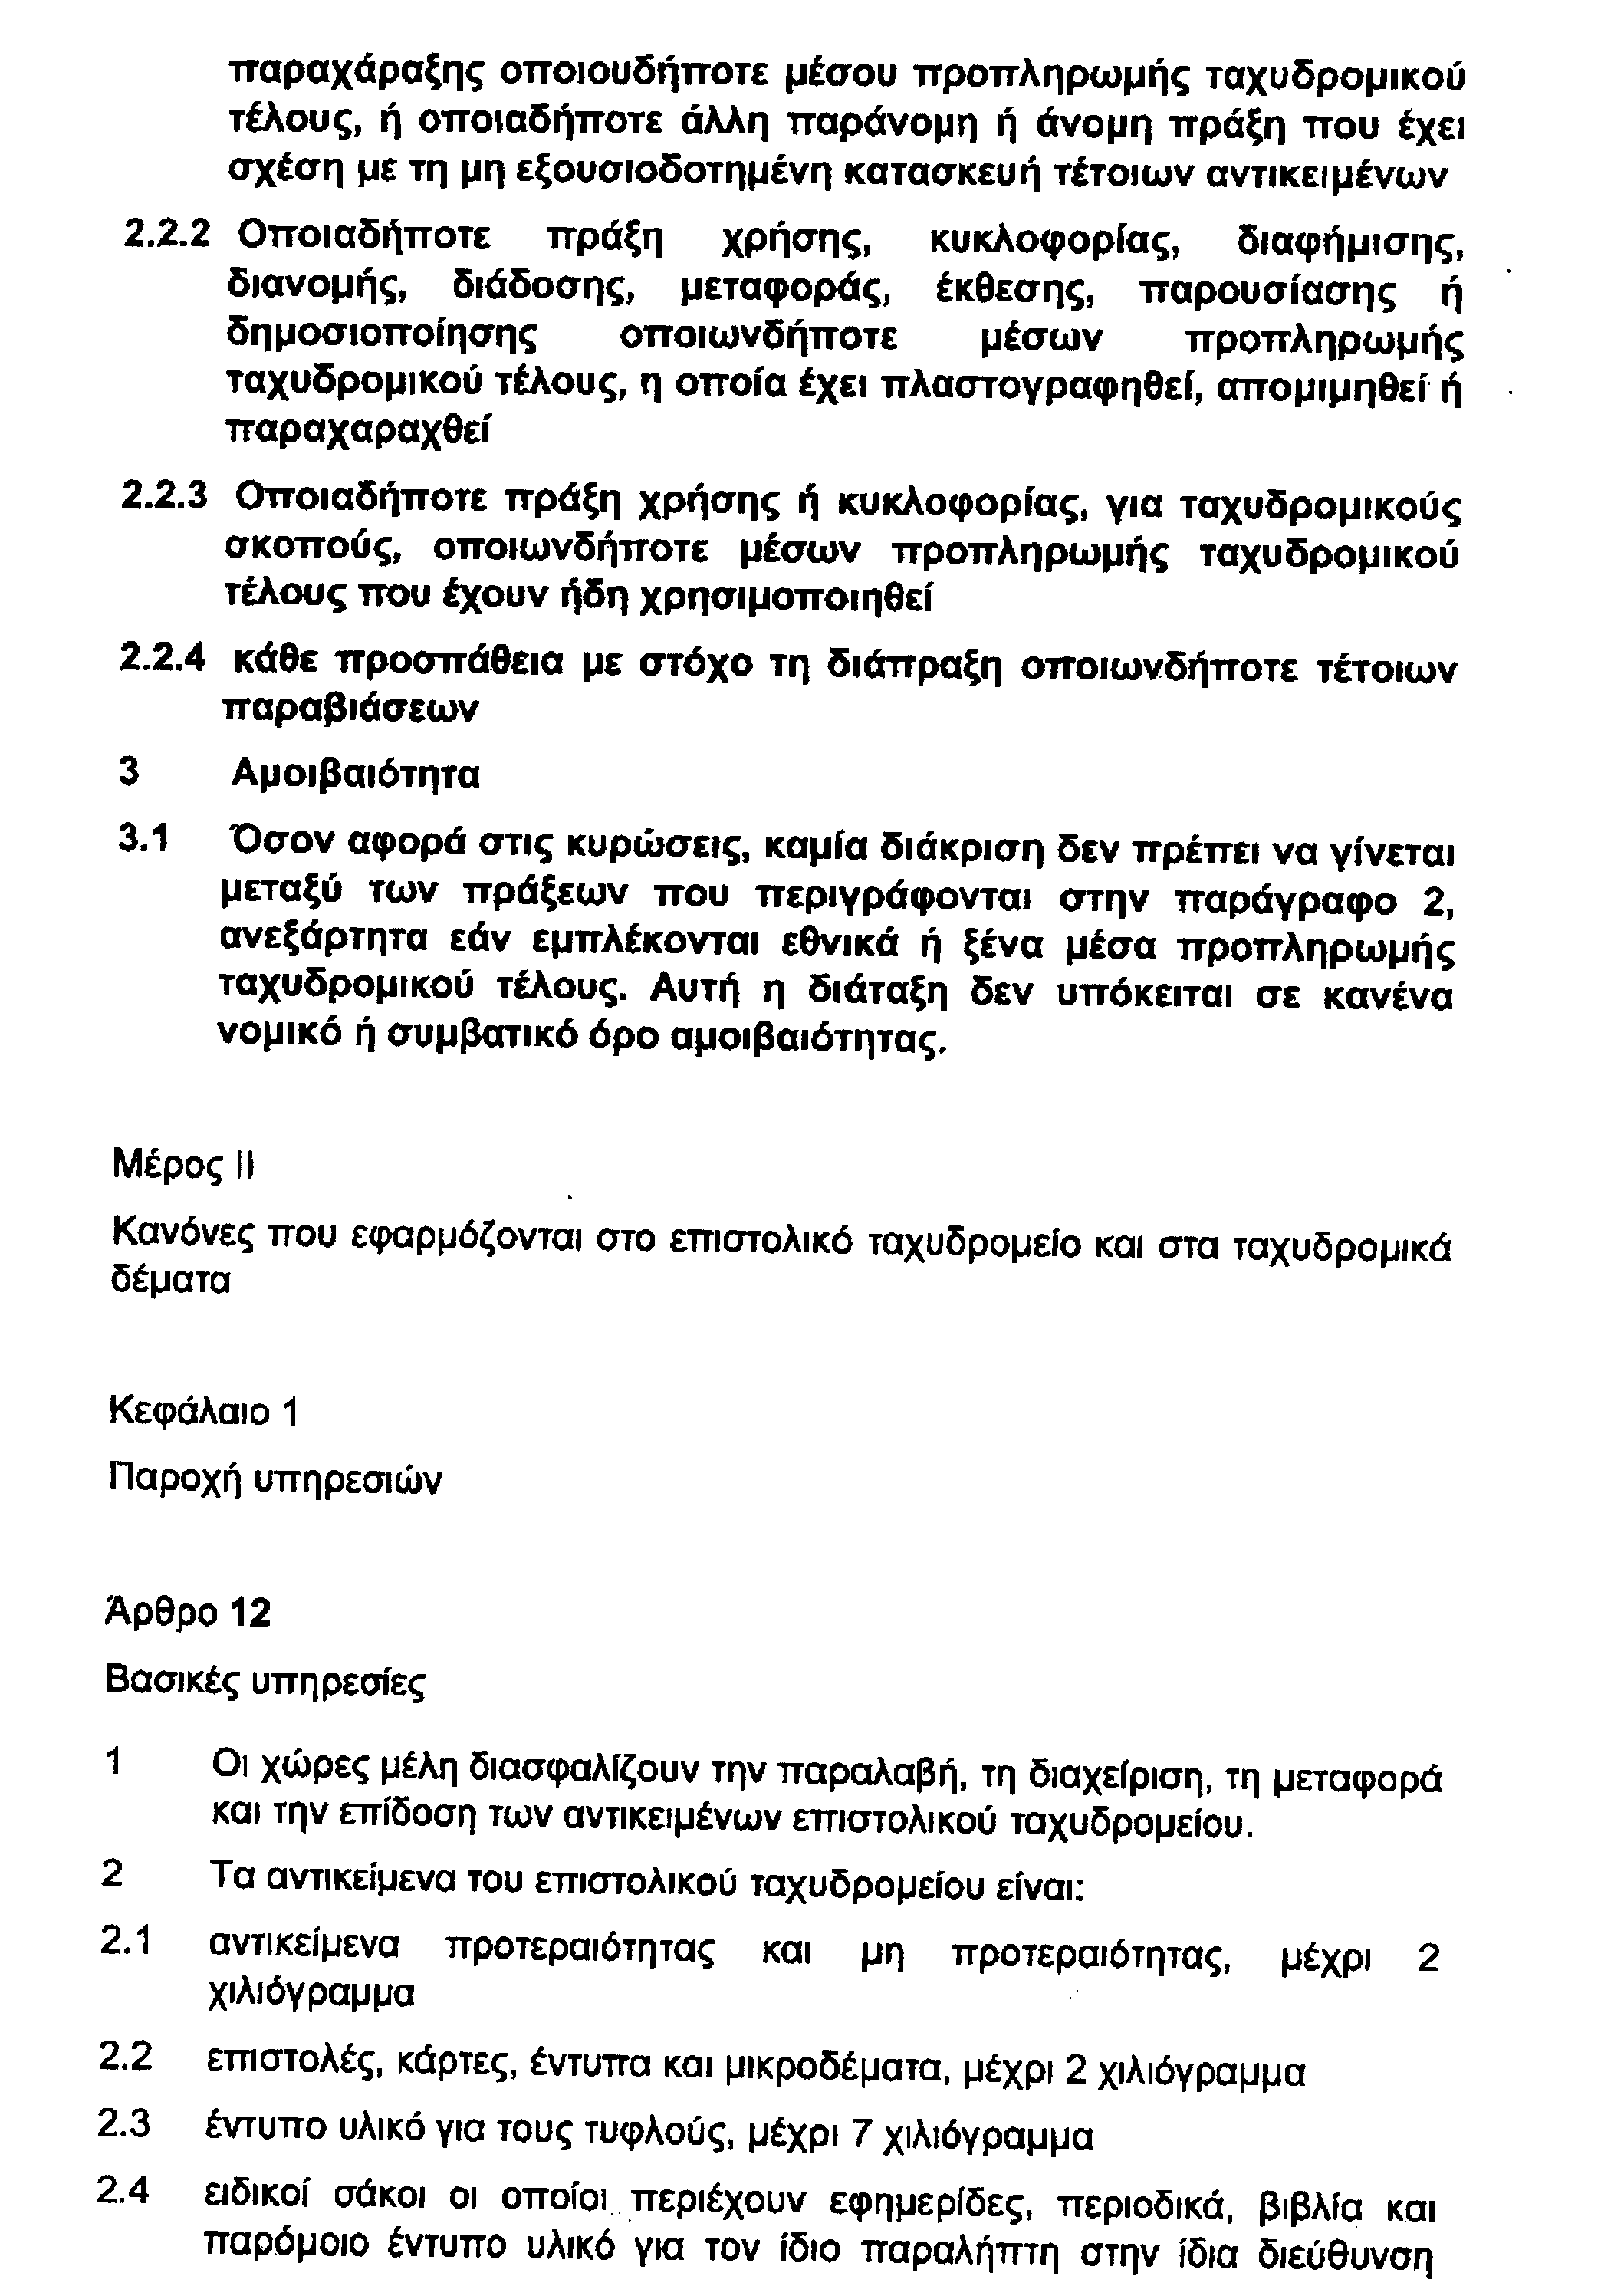 παραχάραξης οποιουδήποτε μέσου προπληρωμής ταχυδρομικού
τέλους, ή οποιαδήποτε άλλη παράνομη ή άνομη πράξη που έχει
σχέση με τη μη εξουσιοδοτημένη κατασκευή τέτοιων αντικειμένων
2.2.2 Οποιαδήποτε πράξη χρήσης, κυκλοφορίας, διαφήμισης,
διανομής, διάδοσης, μεταφοράς, έκθεσης, παρουσίασης ή
δημοσιοποίησης οποιωνδήποτε μέσων προπληρωμής
ταχυδρομικού τέλους, η οποία έχει πλαστογραφηθεί, απομιμηθεί ή
παραχαραχθεί
2.2.3 Οποιαδήποτε πράξη χρήσης ή κυκλοφορίας, για ταχυδρομικούς
σκοπούς, οποιωνδήποτε μέσων προπληρωμής ταχυδρομικού
τέλους που έχουν ήδη χρησιμοποιηθεί
2.2.4 κάθε προσπάθεια με στόχο τη διάπραξη οποιωνδήποτε τέτοιων
παραβιάσεων
3 Αμοιβαιότητα
3.1 Όσον αφορά στις κυρώσεις, καμία διάκριση δεν πρέπει να γίνεται
μεταξύ των πράξεων που περιγράφονται στην παράγραφο 2,
ανεξάρτητα εάν εμπλέκονται εθνικά ή ξένα μέσα προπληρωμής
ταχυδρομικού τέλους. Αυτή η διάταξη δεν υπόκειται σε κανένα
νομικό ή συμβατικό όρο αμοιβαιότητας.
Μέρος ΙΙ
Κανόνες που εφαρμόζονται στο επιστολικό ταχυδρομείο και στα ταχυδρομικά
δέματα
Κεφάλαιο 1
Παροχή υπηρεσιών
Άρθρο 12
Βασικές υπηρεσίες
1 Οι χώρες μέλη διασφαλίζουν την παραλαβή, τη διαχείριση, τη μεταφορά
και την επίδοση των αντικειμένων επιστολικού ταχυδρομείου.
2 Τα αντικείμενα του επιστολικού ταχυδρομείου είναι:
2.1 αντικείμενα προτεραιότητας και μη προτεραιότητας, μέχρι 2
χιλιόγραμμα
2.2 επιστολές, κάρτες, έντυπα και μικροδέματα, μέχρι 2 χιλιόγραμμα
2.3 έντυπο υλικό για τους τυφλούς, μέχρι 7 χιλιόγραμμα
2.4 ειδικοί σάκοι οι οποίοι περιέχουν εφημερίδες, περιοδικά, βιβλία και
παρόμοιο έντυπο υλικό για τον ίδιο παραλήπτη στην ίδια διεύθυνση